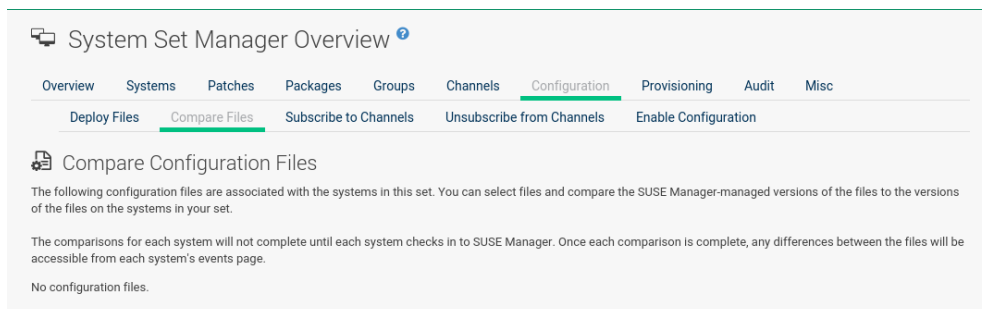 System Set Manager Overview ?
Overview Systems Patches Packages Groups Channels Configuration Provisioning Audit Misc
Deploy Files Compare Files Subscribe to Channels Unsubscribe from Channels Enable Configuration
Compare Configuration Files
The following configuration files are associated with the systems in this set. You can select files and compare the SUSE Manager-managed versions of the files to the versions
of the files on the systems in your set.
The comparisons for each system will not complete until each system checks in to SUSE Manager. Once each comparison is complete, any differences between the files will be
accessible from each system's events page.
No configuration files.